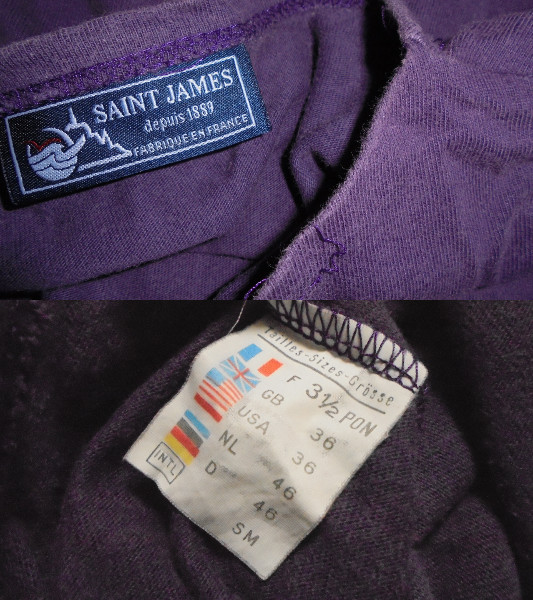 SAINT JAMES
depuis 1889
FABRIQUE EN FRANCE
Tailles-Sizes-Grösse
F 3½ PON
GB 36
USA 36
NL 46
D 46
INTL SM